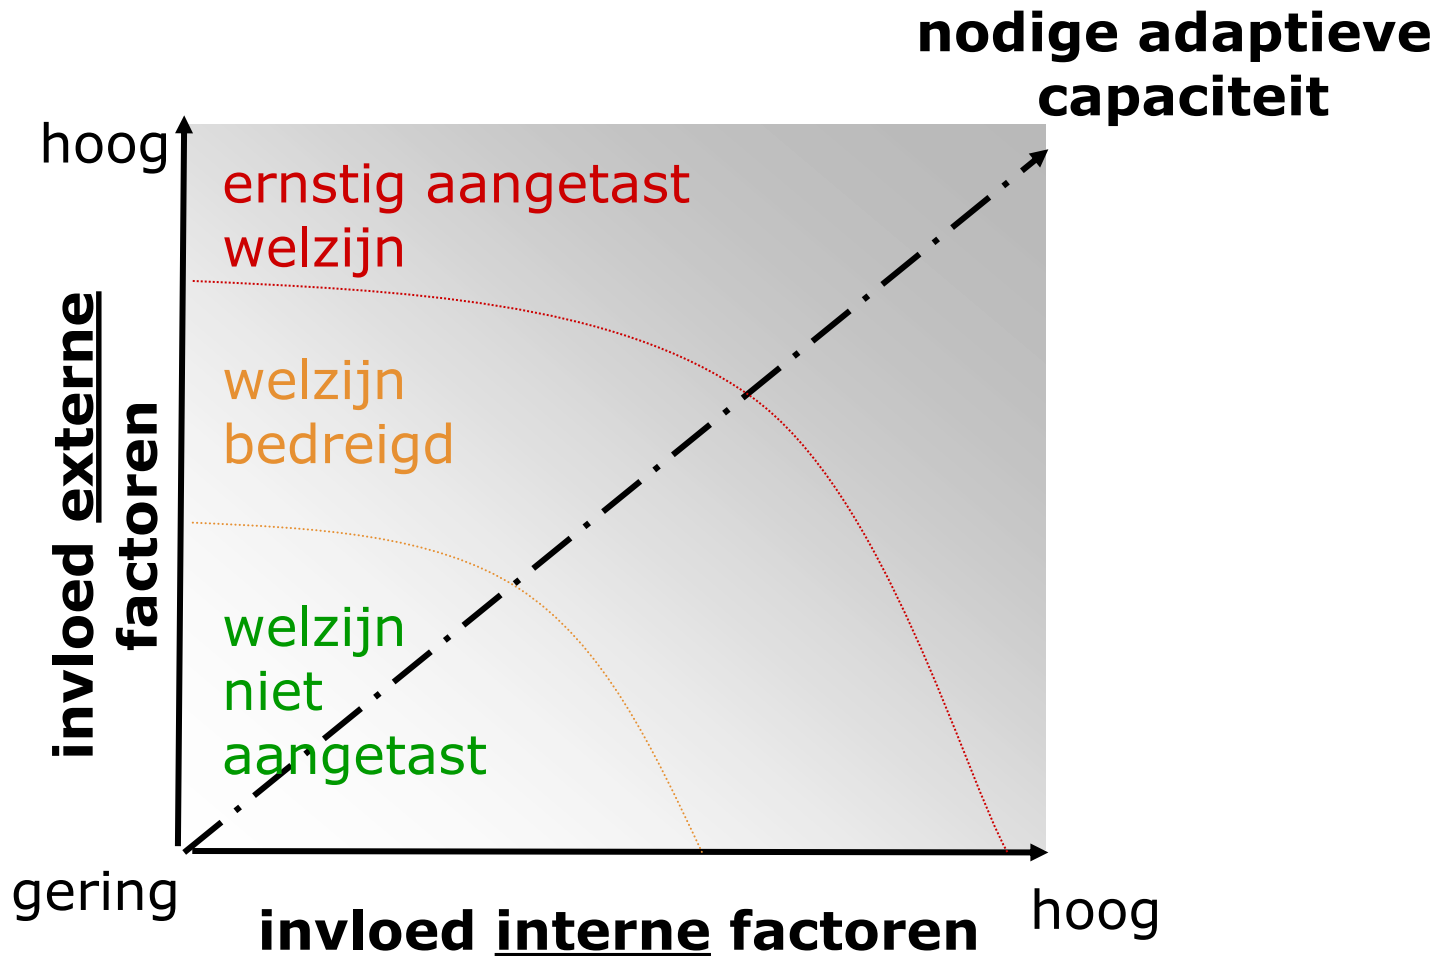 nodige adaptieve
capaciteit
hoog
ernstig aangetast
welzijn
welzijn
bedreigd
welzijn
niet
aangetast
invloed externe
factoren
gering
invloed interne factoren
hoog